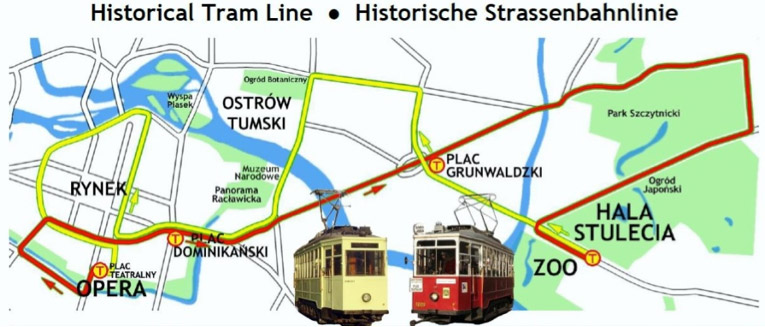 Historical Tram Line ● Historische Strassenbahnlinie
Ogród Botaniczny
Wyspa
Piasek
OSTRÓW
TUMSKI
Park Szczytnicki
T
PLAC
GRUNWALDZKI
Muzeum
Narodowe
RYNEK
Panorama
Racławicka
Ogród
Japoński
HALA
STULECIA
T
PLAC
DOMINIKAŃSKI
T
ZOO
T
PLAC
TEATRALNY
OPERA